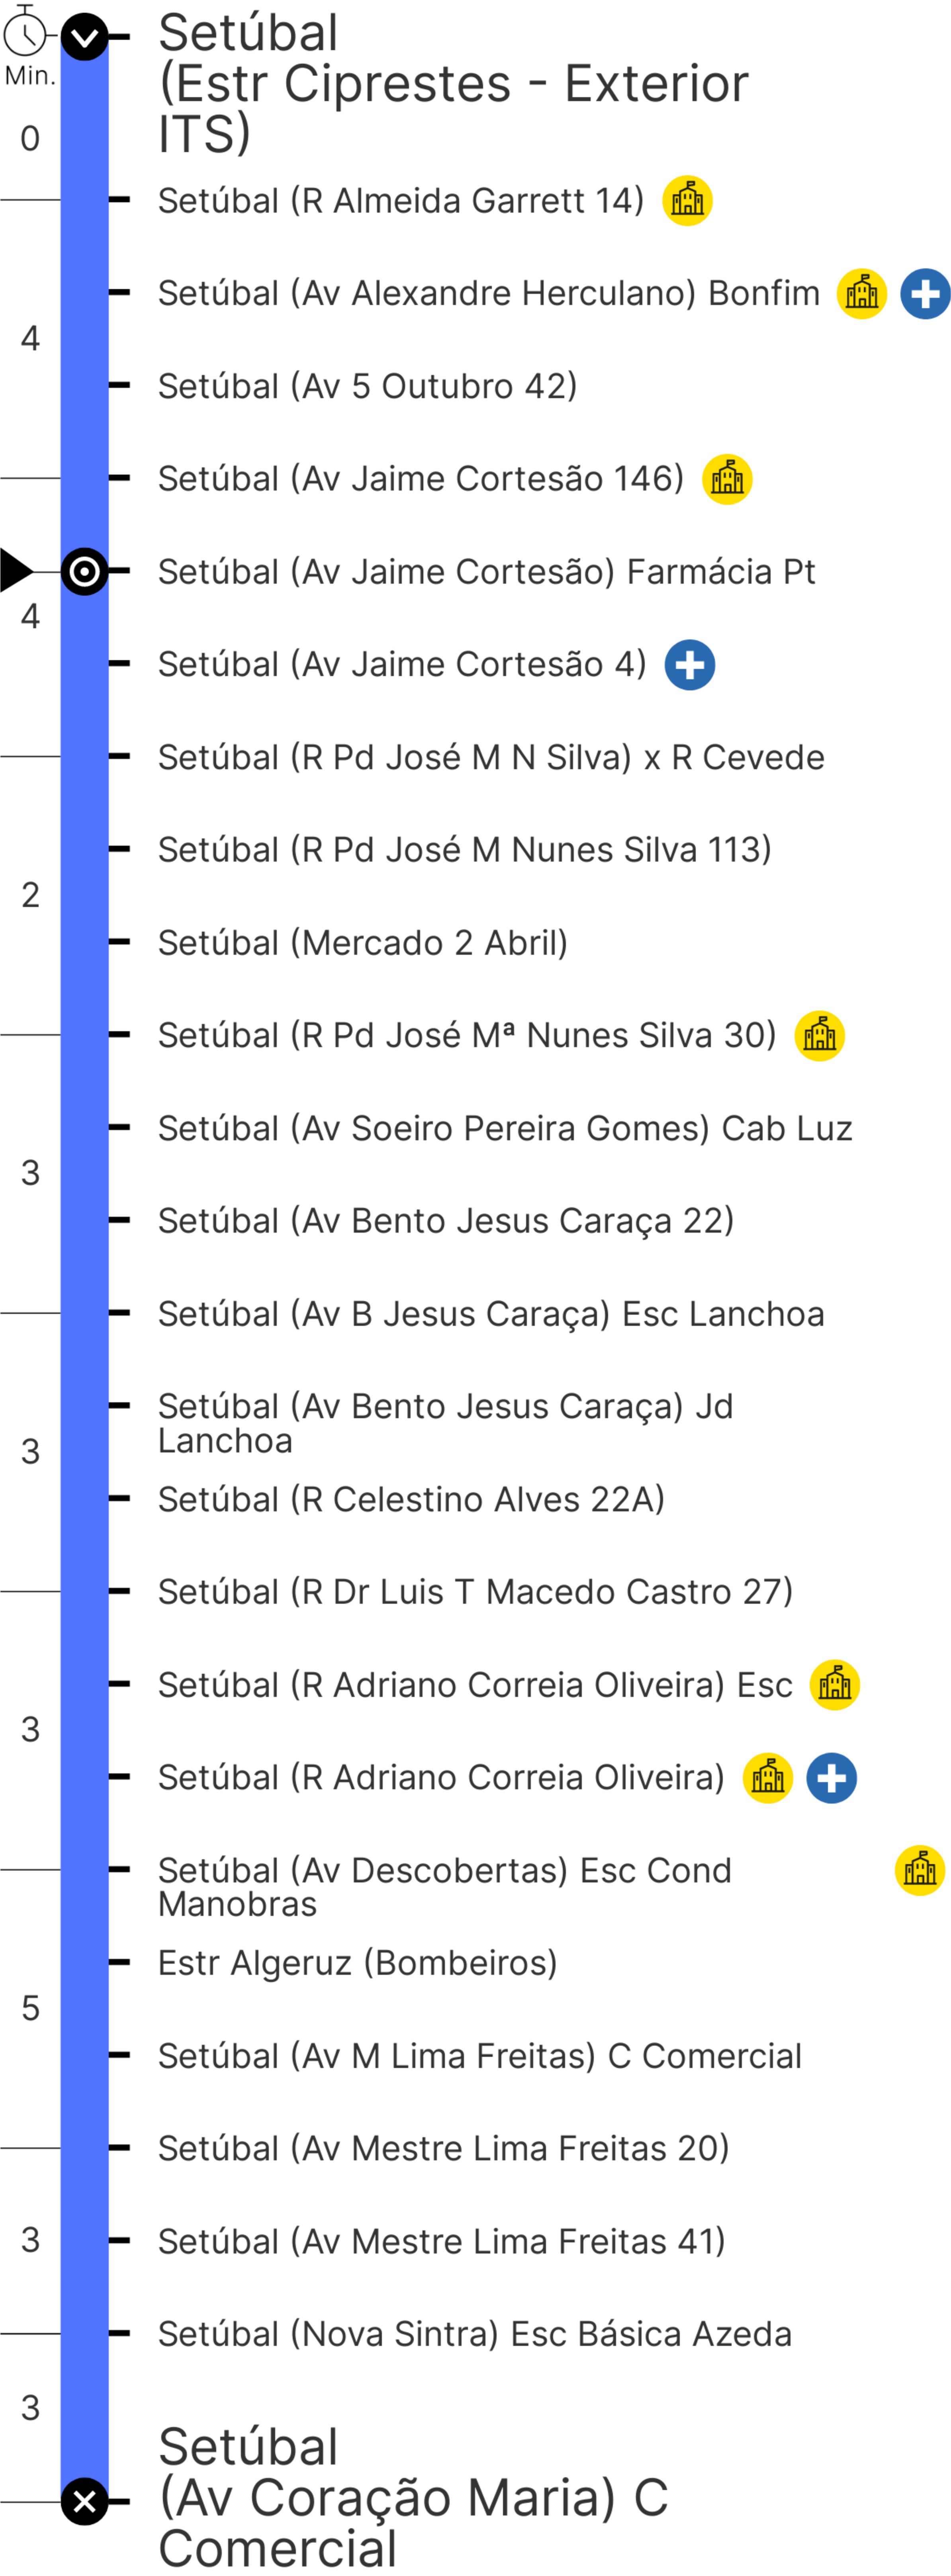 Setúbal
(Estr Ciprestes - Exterior
ITS)
Min.
0
Setúbal (R Almeida Garrett 14)
Setúbal (Av Alexandre Herculano) Bonfim
4
Setúbal (Av 5 Outubro 42)
Setúbal (Av Jaime Cortesão 146)
Setúbal (Av Jaime Cortesão) Farmácia Pt
4
Setúbal (Av Jaime Cortesão 4)
Setúbal (R Pd José M N Silva) x R Cevede
Setúbal (R Pd José M Nunes Silva 113)
2
Setúbal (Mercado 2 Abril)
Setúbal (R Pd José Mª Nunes Silva 30)
Setúbal (Av Soeiro Pereira Gomes) Cab Luz
3
Setúbal (Av Bento Jesus Caraça 22)
Setúbal (Av B Jesus Caraça) Esc Lanchoa
Setúbal (Av Bento Jesus Caraça) Jd
Lanchoa
3
Setúbal (R Celestino Alves 22A)
Setúbal (R Dr Luis T Macedo Castro 27)
Setúbal (R Adriano Correia Oliveira) Esc
3
Setúbal (R Adriano Correia Oliveira)
Setúbal (Av Descobertas) Esc Cond
Manobras
Estr Algeruz (Bombeiros)
5
Setúbal (Av M Lima Freitas) C Comercial
Setúbal (Av Mestre Lima Freitas 20)
3
Setúbal (Av Mestre Lima Freitas 41)
Setúbal (Nova Sintra) Esc Básica Azeda
3
Setúbal
(Av Coração Maria) C
Comercial